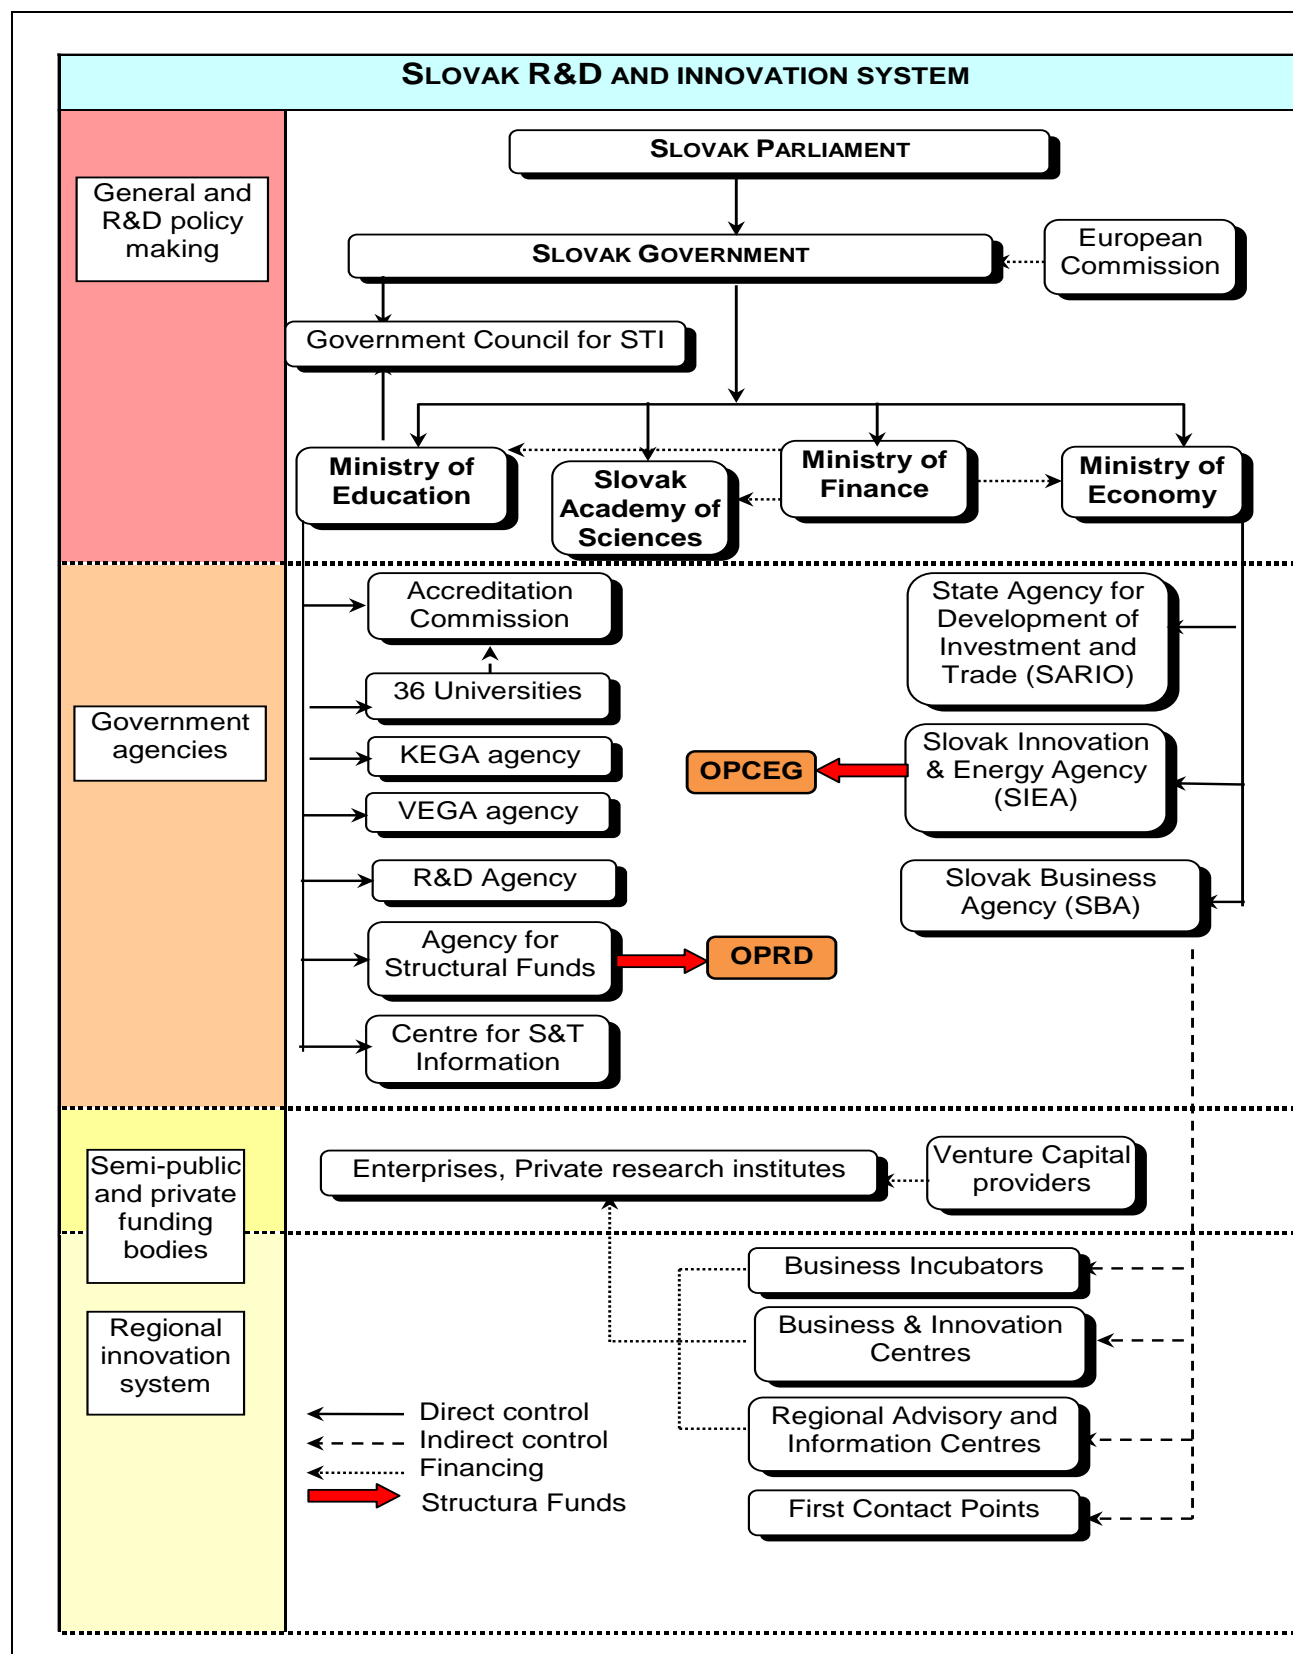 SLOVAK R&D AND INNOVATION SYSTEM
General and
R&D policy
making
SLOVAK PARLIAMENT
SLOVAK GOVERNMENT
European
Commission
Government Council for STI
Ministry of
Education
Slovak
Academy of
Sciences
Ministry of
Finance
Ministry of
Economy
Government
agencies
Accreditation
Commission
36 Universities
KEGA agency
VEGA agency
R&D Agency
Agency for
Structural Funds
Centre for S&T
Information
OPCEG
OPRD
State Agency for
Development of
Investment and
Trade (SARIO)
Slovak Innovation
& Energy Agency
(SIEA)
Slovak Business
Agency (SBA)
Semi-public
and private
funding
bodies
Enterprises, Private research institutes
Venture Capital
providers
Regional
innovation
system
Business Incubators
Business & Innovation
Centres
Regional Advisory and
Information Centres
First Contact Points
Direct control
Indirect control
Financing
Structura Funds